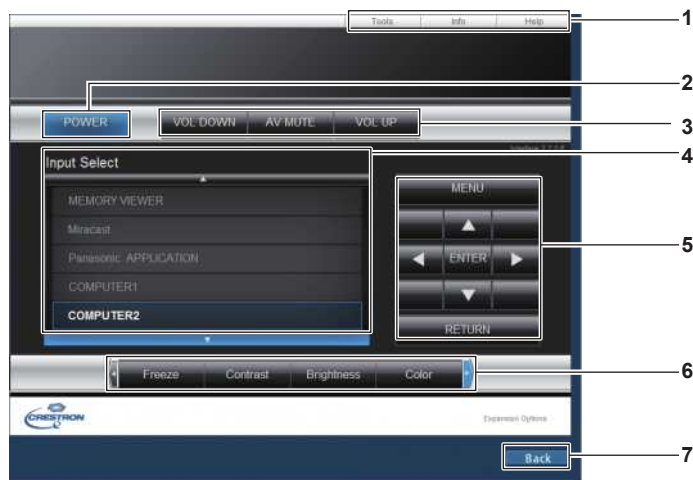 Tools Info Help 1
2
POWER VOL DOWN AV MUTE VOL UP 3
4
Input Select
MEMORY VIEWER
Miracast
Panasonic APPLICATION
COMPUTER1
COMPUTER2
MENU
ENTER 5
RETURN
Freeze Contrast Brightness Color 6
CRESTRON Expansion Options
Back 7